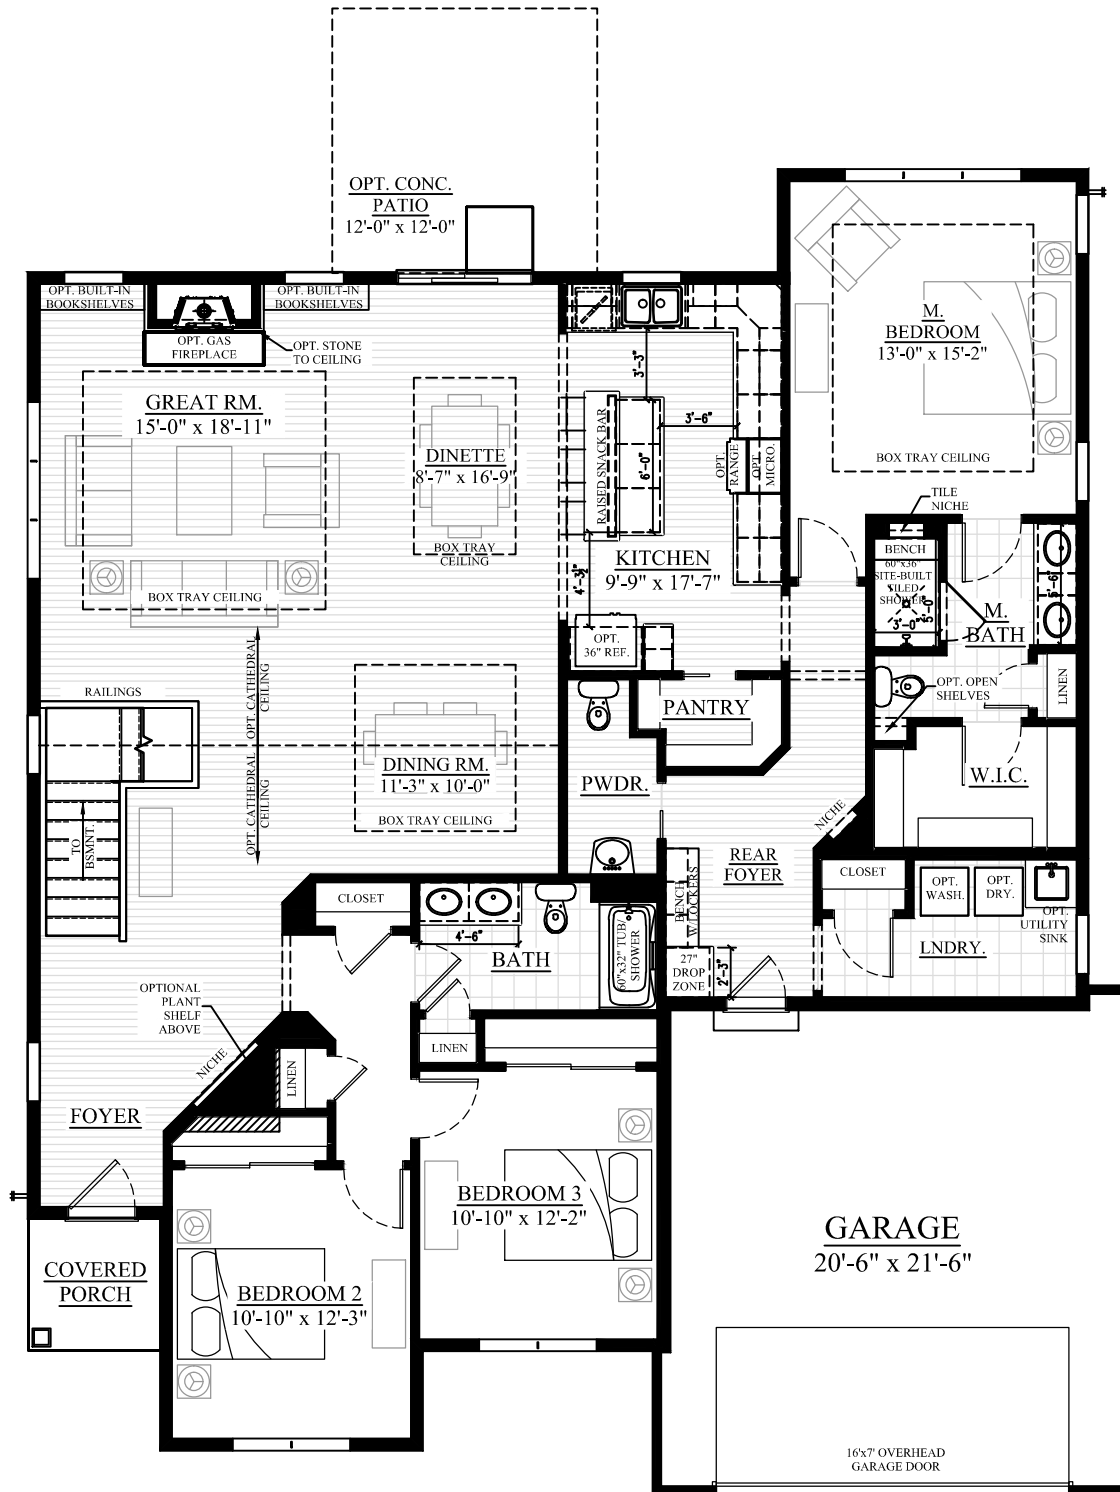 OPT. CONC.
PATIO
12'-0" x 12'-0"
OPT. BUILT-IN
BOOKSHELVES
OPT. BUILT-IN
BOOKSHELVES
OPT. GAS
FIREPLACE
OPT. STONE
TO CEILING
GREAT RM.
15'-0" x 18'-11"
BOX TRAY CEILING
DINETTE
8'-7" x 16'-9"
BOX TRAY
CEILING
3'-3"
3'-6"
RAISED SNACK BAR
6'-0"
OPT.
RANGE
OPT.
MICRO.
KITCHEN
9'-9" x 17'-7"
4'-3½"
OPT.
36" REF.
M.
BEDROOM
13'-0" x 15'-2"
BOX TRAY CEILING
TILE
NICHE
BENCH
60"x36"
SITE-BUILT
TILED
SHOWER
5'-0"
3'-0"
M.
BATH
5'-6"
OPT. OPEN
SHELVES
LINEN
W.I.C.
PANTRY
PWDR.
RAILINGS
OPT. CATHEDRAL
CEILING
OPT. CATHEDRAL
CEILING
DINING RM.
11'-3" x 10'-0"
BOX TRAY CEILING
TO
BSMNT.
NICHE
REAR
FOYER
BENCH
W/LOCKERS
27"
DROP
ZONE
2'-3"
CLOSET
OPT.
WASH.
OPT.
DRY.
OPT.
UTILITY
SINK
LNDRY.
CLOSET
4'-6"
BATH
60"x32" TUB/
SHOWER
LINEN
OPTIONAL
PLANT
SHELF
ABOVE
NICHE
LINEN
FOYER
COVERED
PORCH
BEDROOM 3
10'-10" x 12'-2"
BEDROOM 2
10'-10" x 12'-3"
GARAGE
20'-6" x 21'-6"
16'x7' OVERHEAD
GARAGE DOOR